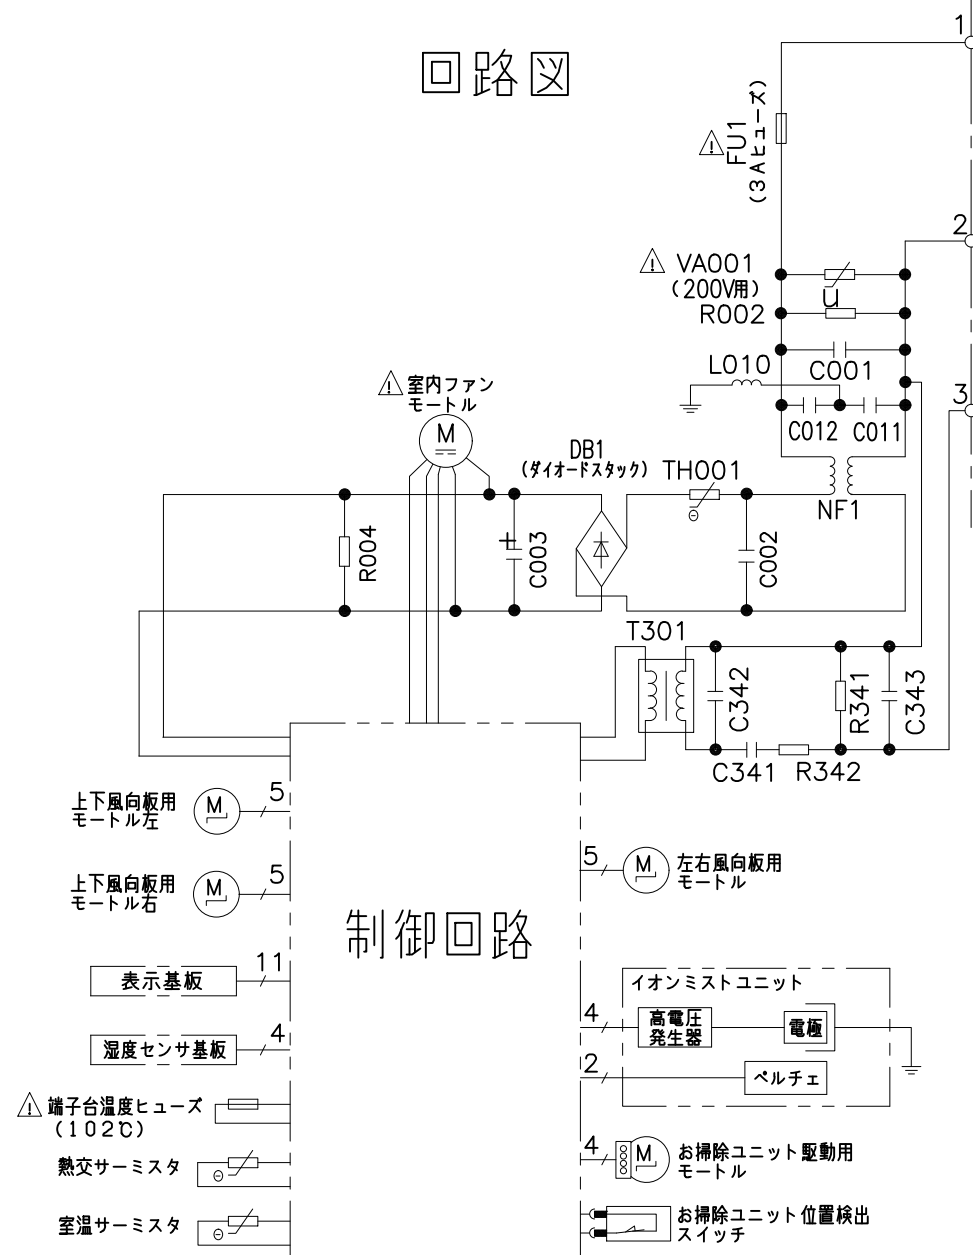 回路図
1
FU1
(3Aヒューズ)
2
VA001
(200V用)
U
R002
L010
C001
3
室内ファン
モートル
M
C012
C011
DB1
(ダイオードスタック)
TH001
NF1
R004
+
C003
C002
T301
C342
R341
C343
C341
R342
上下風向板用
モートル左
M
5
上下風向板用
モートル右
M
5
5
M
左右風向板用
モートル
制御回路
表示基板
11
湿度センサ基板
4
イオンミストユニット
4
高電圧
発生器
電極
2
ペルチェ
端子台温度ヒューズ
(102℃)
熱交サーミスタ
室温サーミスタ
4
M
お掃除ユニット駆動用
モートル
お掃除ユニット位置検出
スイッチ